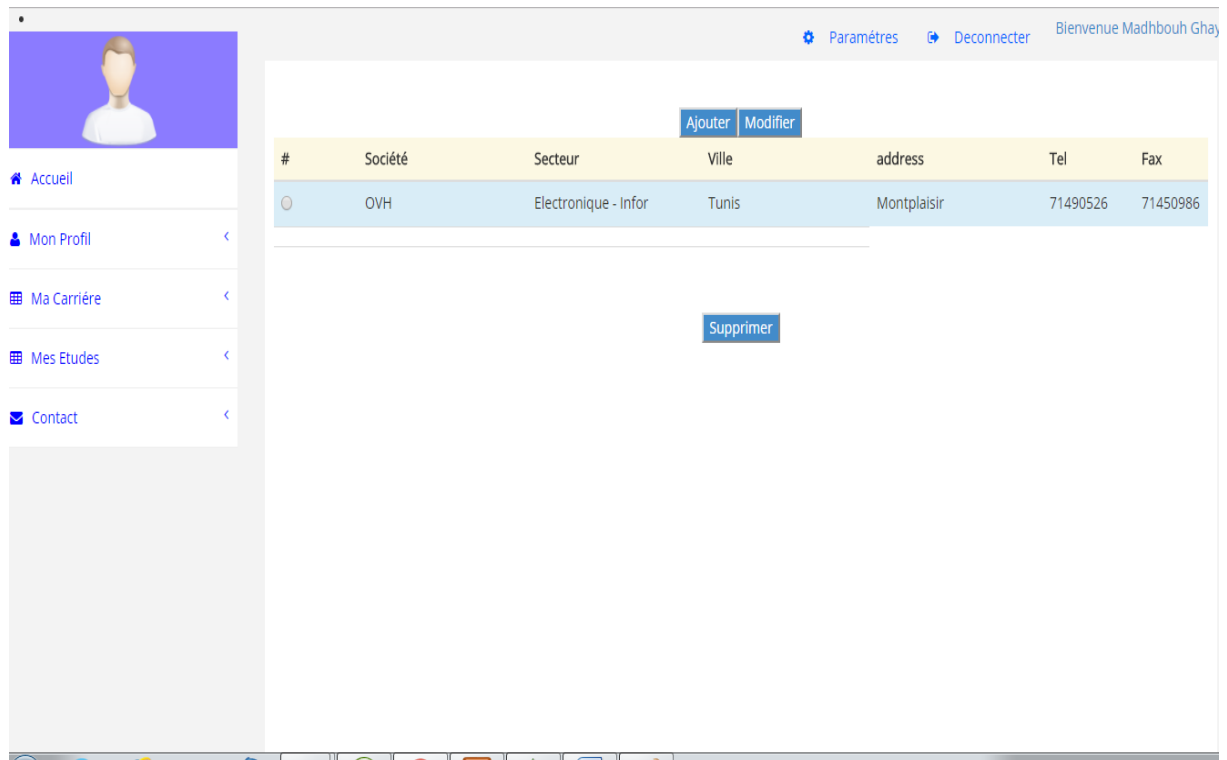 Paramétres Deconnecter Bienvenue Madhbouh Ghay
Ajouter Modifier
# Société Secteur Ville address Tel Fax
OVH Electronique - Infor Tunis Montplaisir 71490526 71450986
Supprimer
Accueil
Mon Profil
Ma Carriére
Mes Etudes
Contact